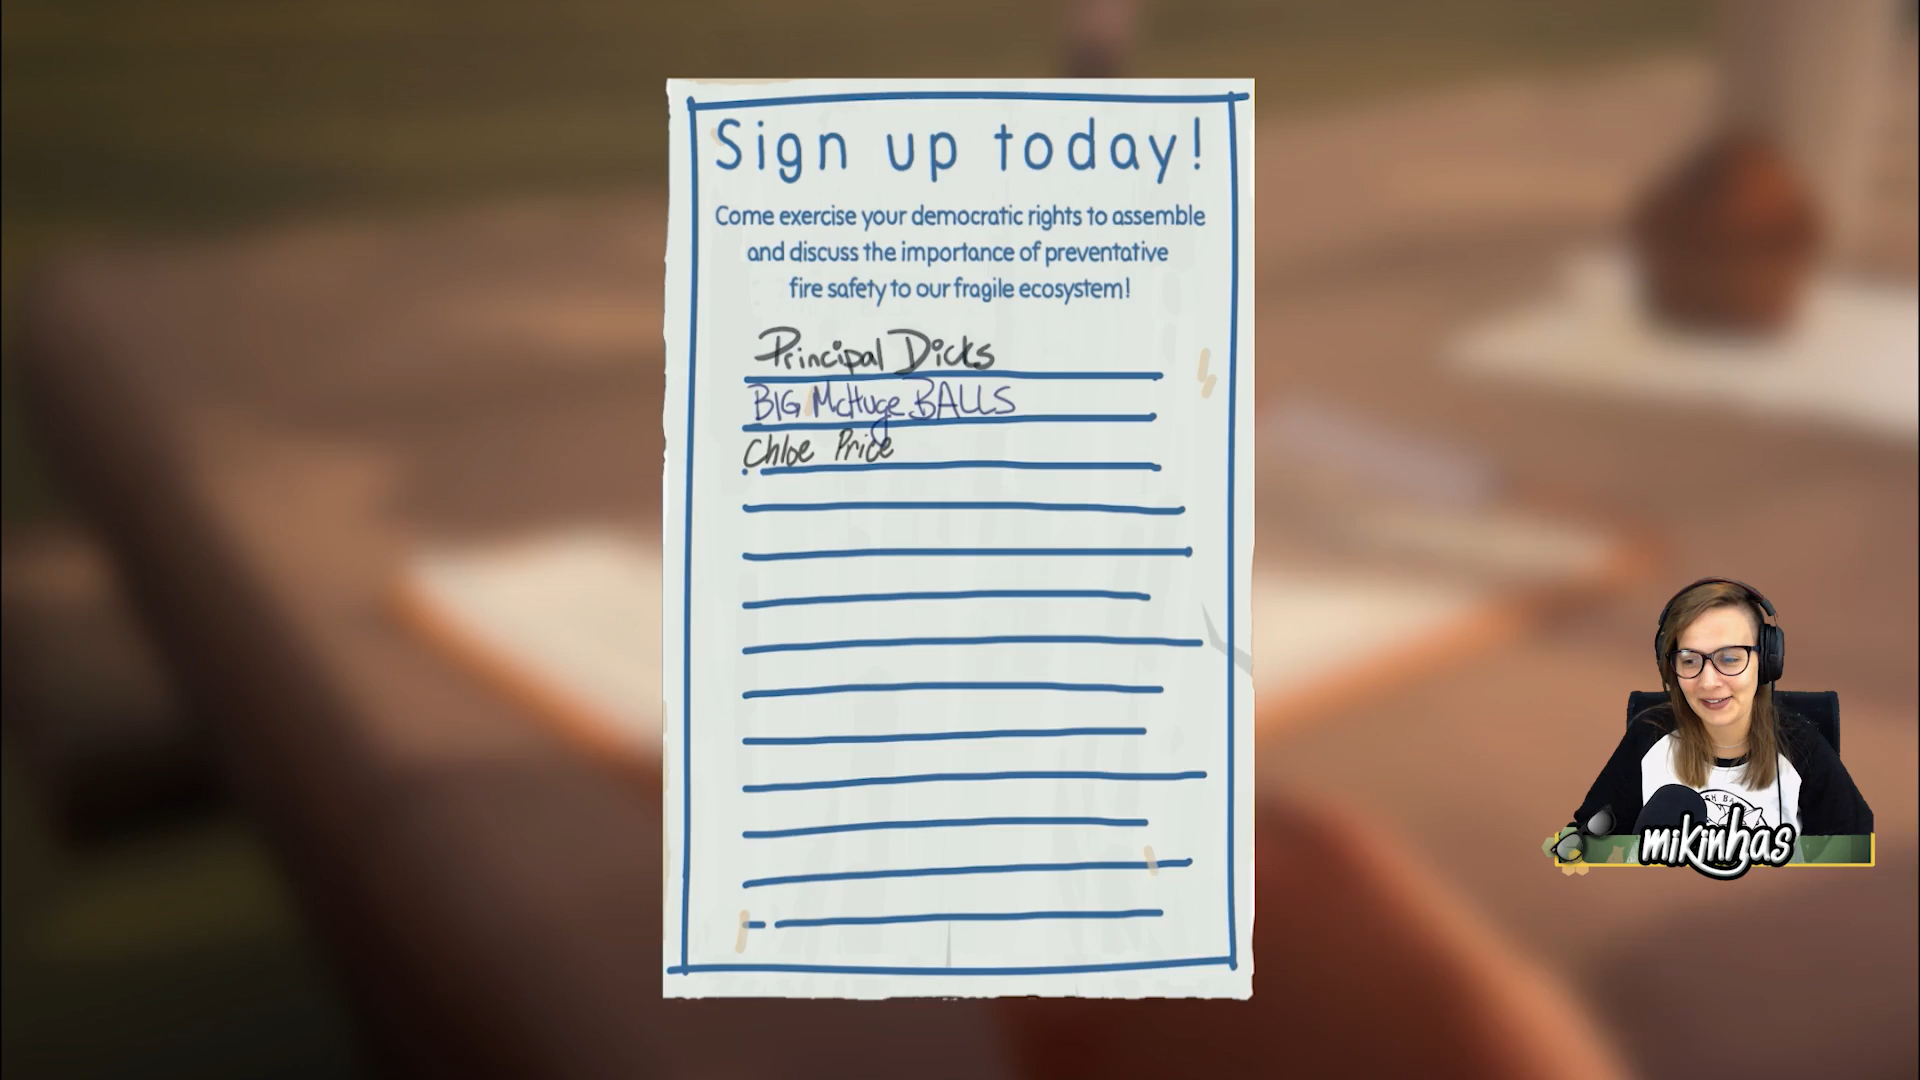 Sign up today!
Come exercise your democratic rights to assemble
and discuss the importance of preventative
fire safety to our fragile ecosystem!
Principal Dicks
BIG McHuge BALLS
Chloe Price
mikinhas